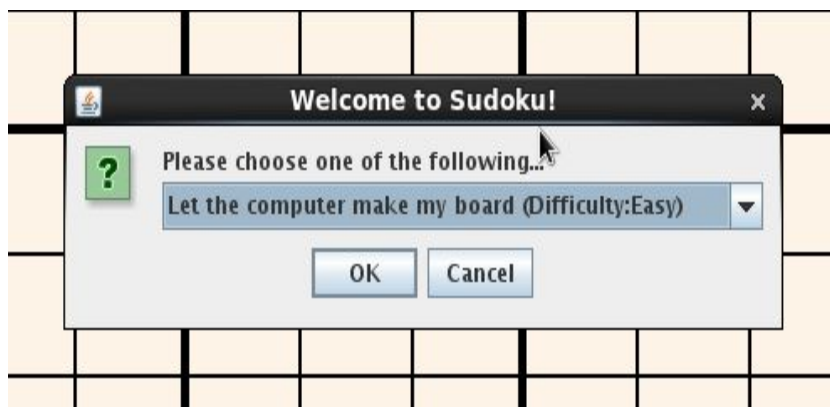 Welcome to Sudoku!
Please choose one of the following...
Let the computer make my board (Difficulty:Easy)
OK Cancel